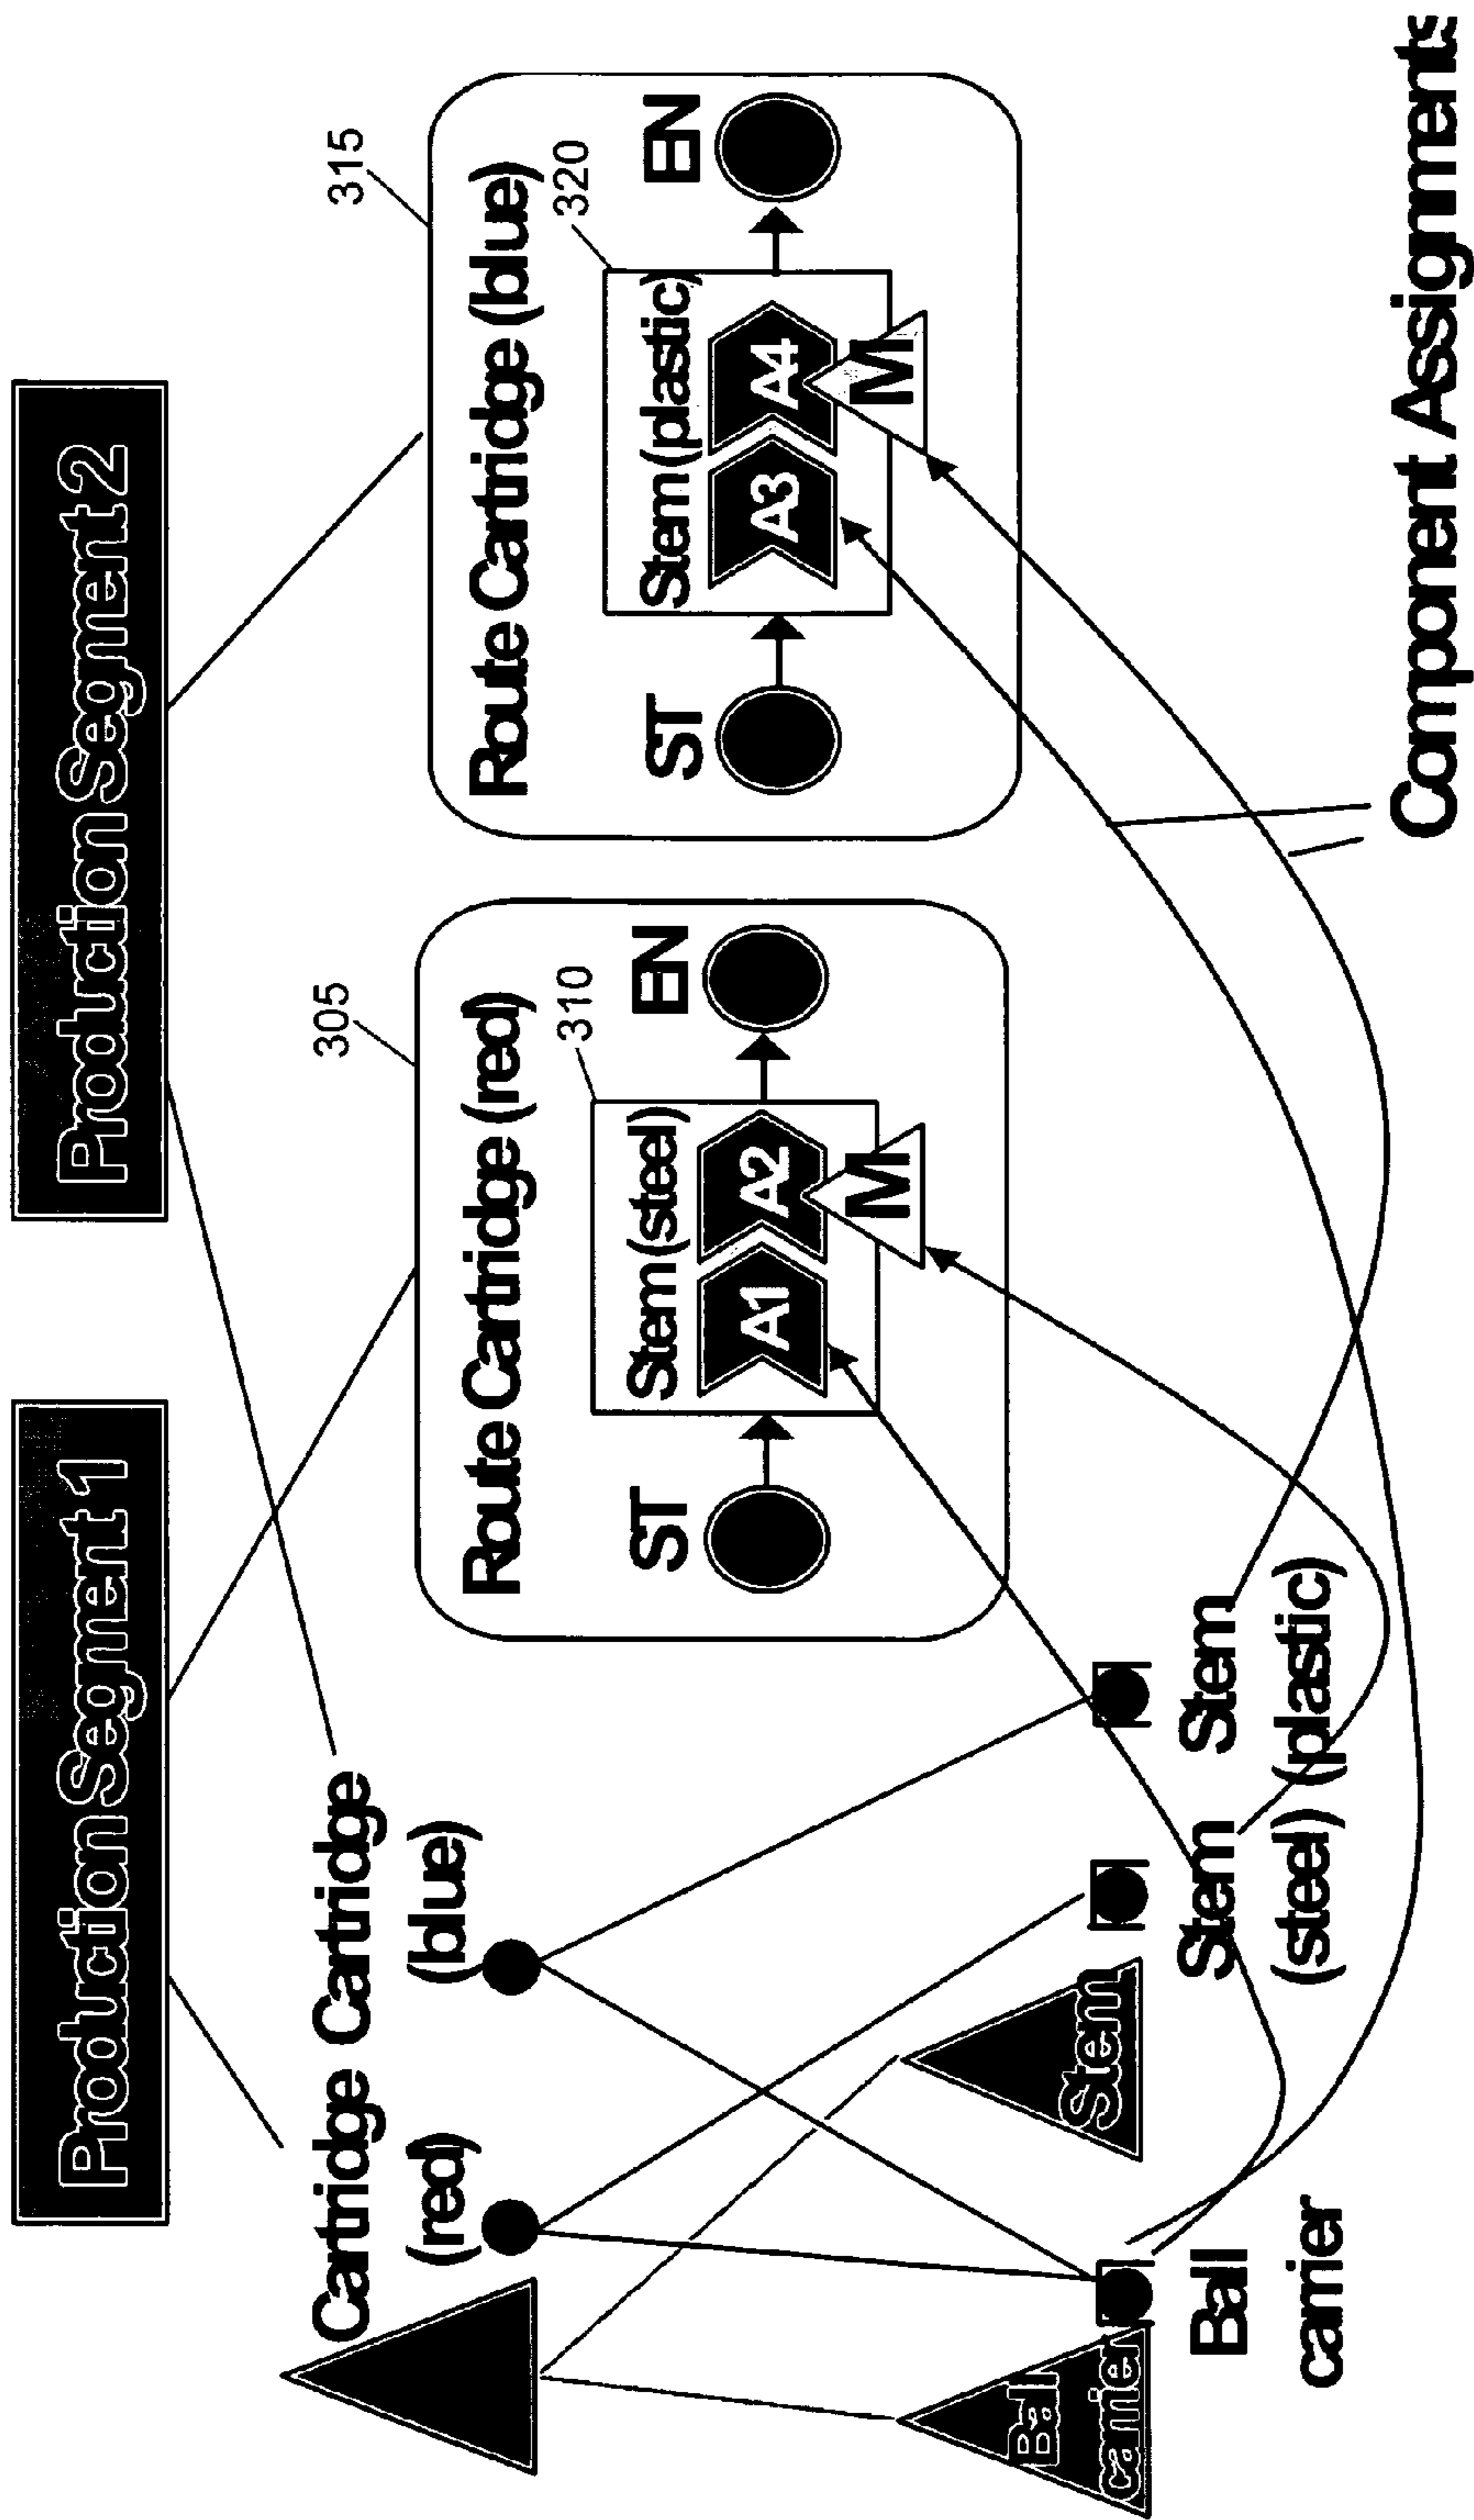 Production Segment 1
Production Segment 2
Cartridge Cartridge
(red)
(blue)
305
Route Cartridge (red)
310
ST
Stem (steel)
EN
A1
A2
M
315
Route Cartridge (blue)
320
ST
Stem (plastic)
EN
A3
A4
M
Ball
carrier
Stem
Ball
carrier
Stem
Stem
(steel) (plastic)
Component Assignments